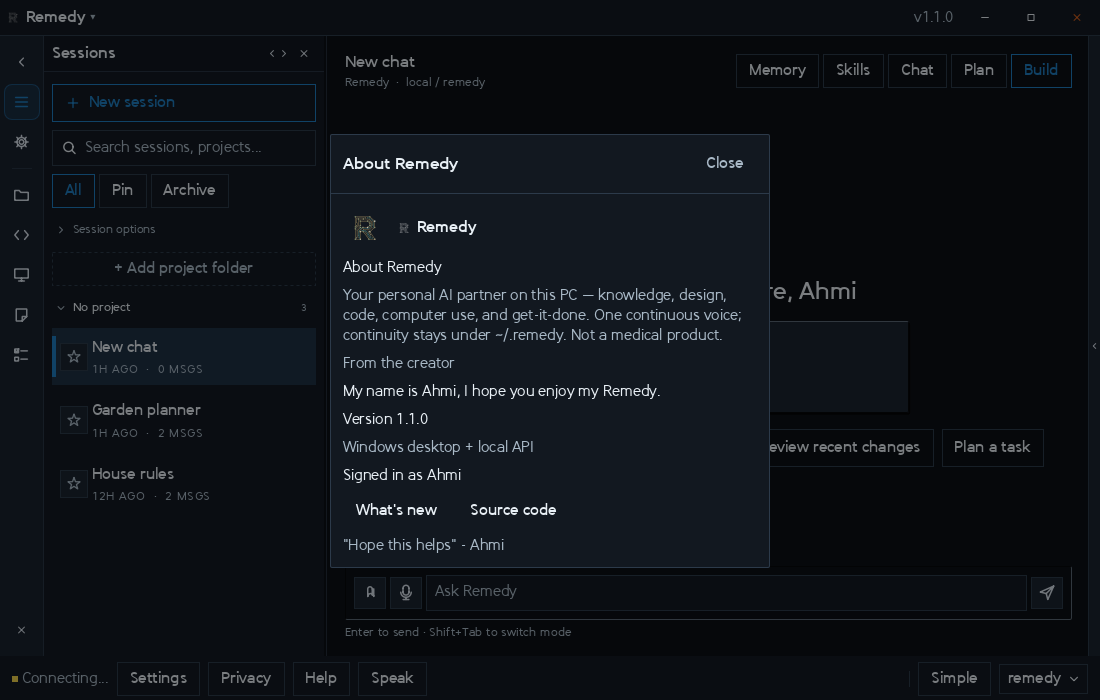 Remedy
v1.1.0
Sessions
New session
Search sessions, projects...
All
Pin
Archive
Session options
+ Add project folder
No project
3
New chat
1H AGO · 0 MSGS
Garden planner
1H AGO · 2 MSGS
House rules
12H AGO · 2 MSGS
New chat
Remedy · local / remedy
Memory
Skills
Chat
Plan
Build
About Remedy
Close
Remedy
About Remedy
Your personal AI partner on this PC — knowledge, design,
code, computer use, and get-it-done. One continuous voice;
continuity stays under ~/.remedy. Not a medical product.
From the creator
My name is Ahmi, I hope you enjoy my Remedy.
Version 1.1.0
Windows desktop + local API
Signed in as Ahmi
What's new
Source code
"Hope this helps" - Ahmi
Ahmi
recent changes
Plan a task
Ask Remedy
Enter to send · Shift+Tab to switch mode
Connecting...
Settings
Privacy
Help
Speak
Simple
remedy